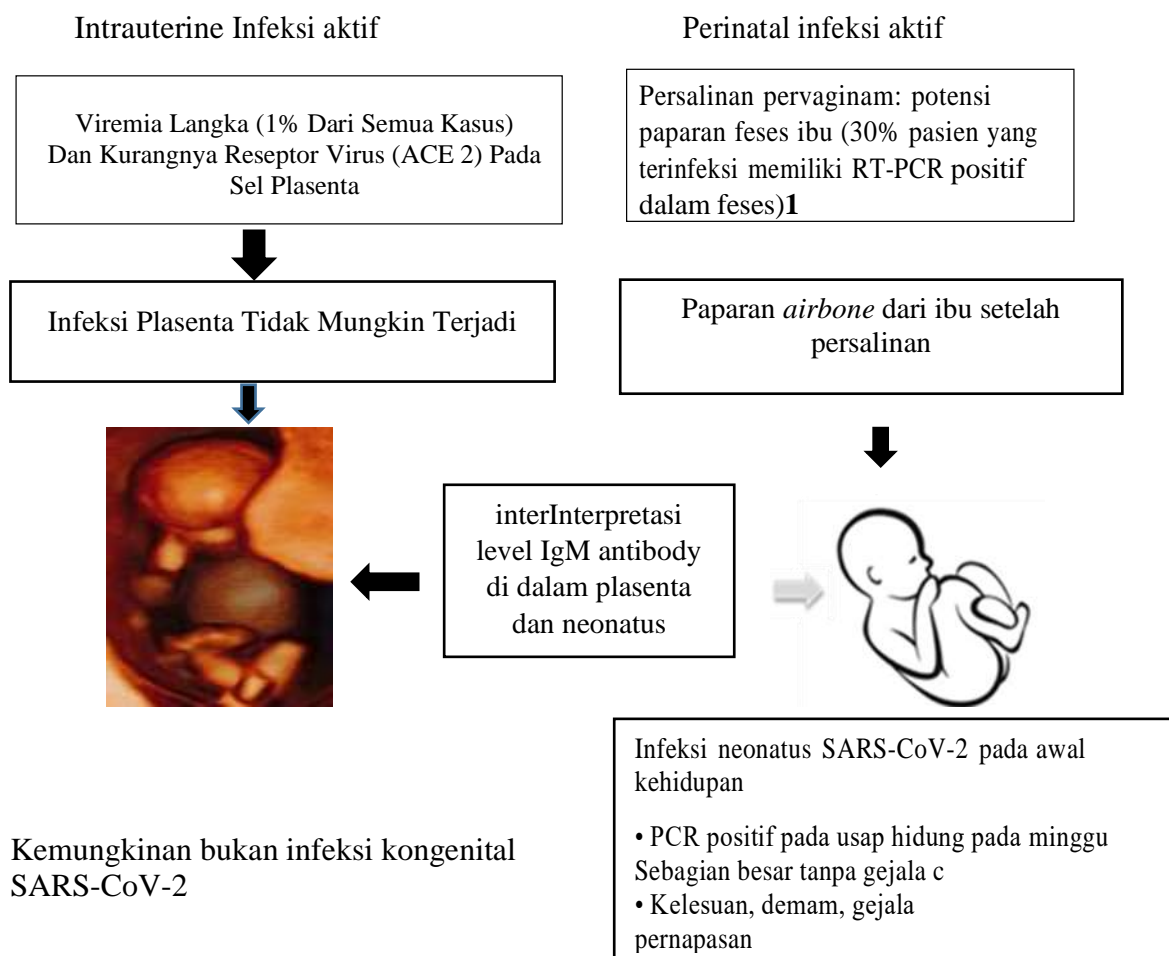 Intrauterine Infeksi aktif
Viremia Langka (1% Dari Semua Kasus)
Dan Kurangnya Reseptor Virus (ACE 2) Pada
Sel Plasenta
Infeksi Plasenta Tidak Mungkin Terjadi
Perinatal infeksi aktif
Persalinan pervaginam: potensi
paparan feses ibu (30% pasien yang
terinfeksi memiliki RT-PCR positif
dalam feses)1
Paparan airbone dari ibu setelah
persalinan
interInterpretasi
level IgM antibody
di dalam plasenta
dan neonatus
Kemungkinan bukan infeksi kongenital
SARS-CoV-2
Infeksi neonatus SARS-CoV-2 pada awal
kehidupan
• PCR positif pada usap hidung pada minggu
Sebagian besar tanpa gejala c
• Kelesuan, demam, gejala
pernapasan